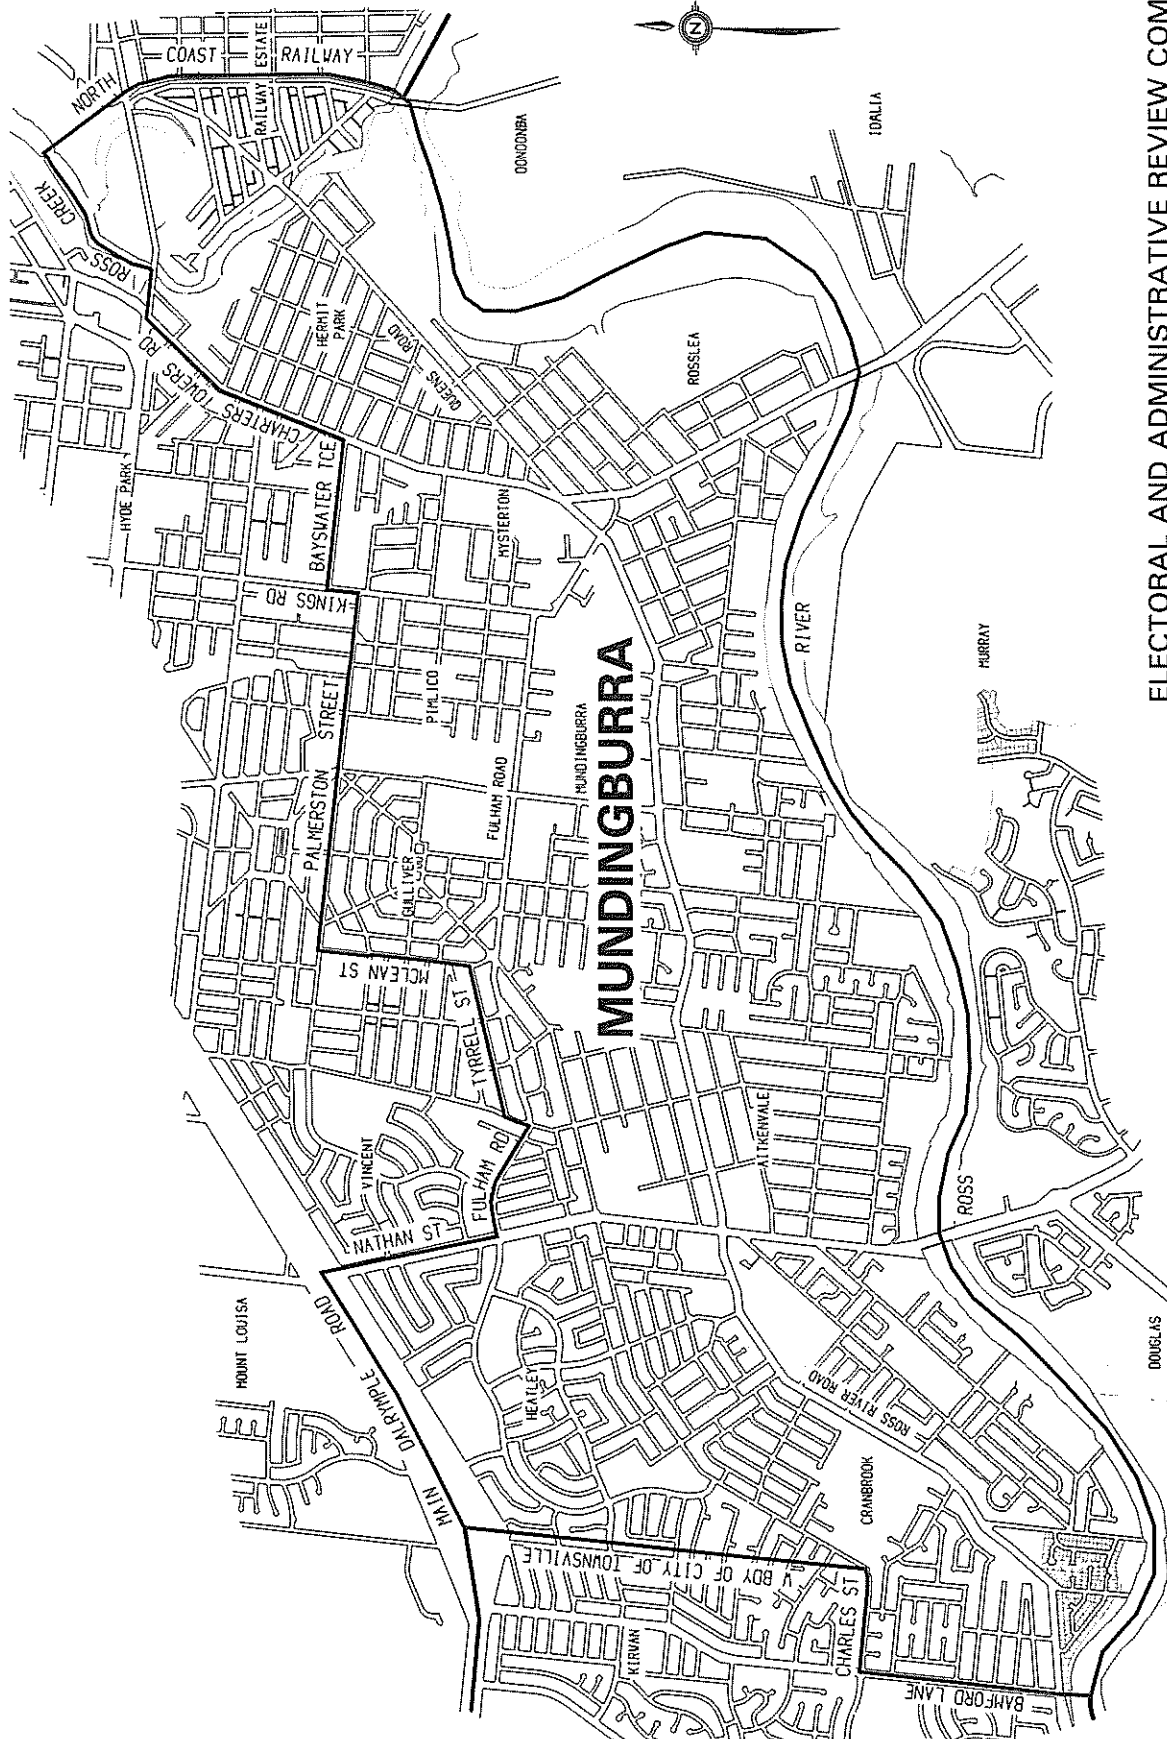 NORTH
COAST
RAILWAY
RAILWAY ESTATE
CREEK
ROSS
N
OONOONBA
IDALIA
HERMIT
PARK
QUEENS
ROAD
ROSSLEA
CHARTERS TOWERS RD
HYDE PARK
BAYSWATER TCE
HYSTERTON
KINGS RD
PALMERSTON STREET
PIMLICO
MUNDINGBURRA
MUNDINGBURRA
RIVER
MURRAY
FULHAM ROAD
GULLIVER
MCLEAN ST
TYRRELL ST
AITKENVALE
VINCENT
FULHAM RD
NATHAN ST
ROSS
DOUGLAS
MOUNT LOUISA
MAIN DALRYMPLE ROAD
HEATLEY
ROSS RIVER ROAD
CRANBROOK
W BDY OF CITY OF TOWNSVILLE
KIRWAN
CHARLES ST
BAMFORD LANE
ELECTORAL AND ADMINISTRATIVE REVIEW COM